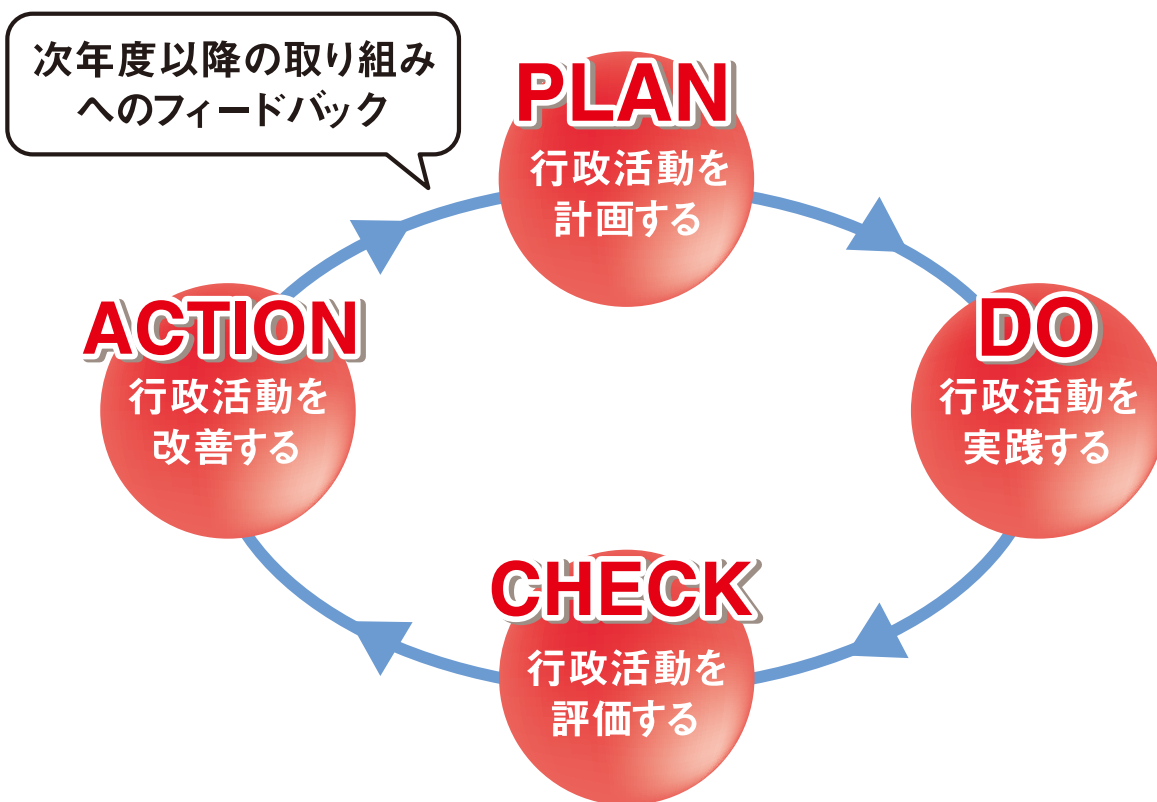 次年度以降の取り組み
へのフィードバック
PLAN
行政活動を
計画する
DO
行政活動を
実践する
CHECK
行政活動を
評価する
ACTION
行政活動を
改善する